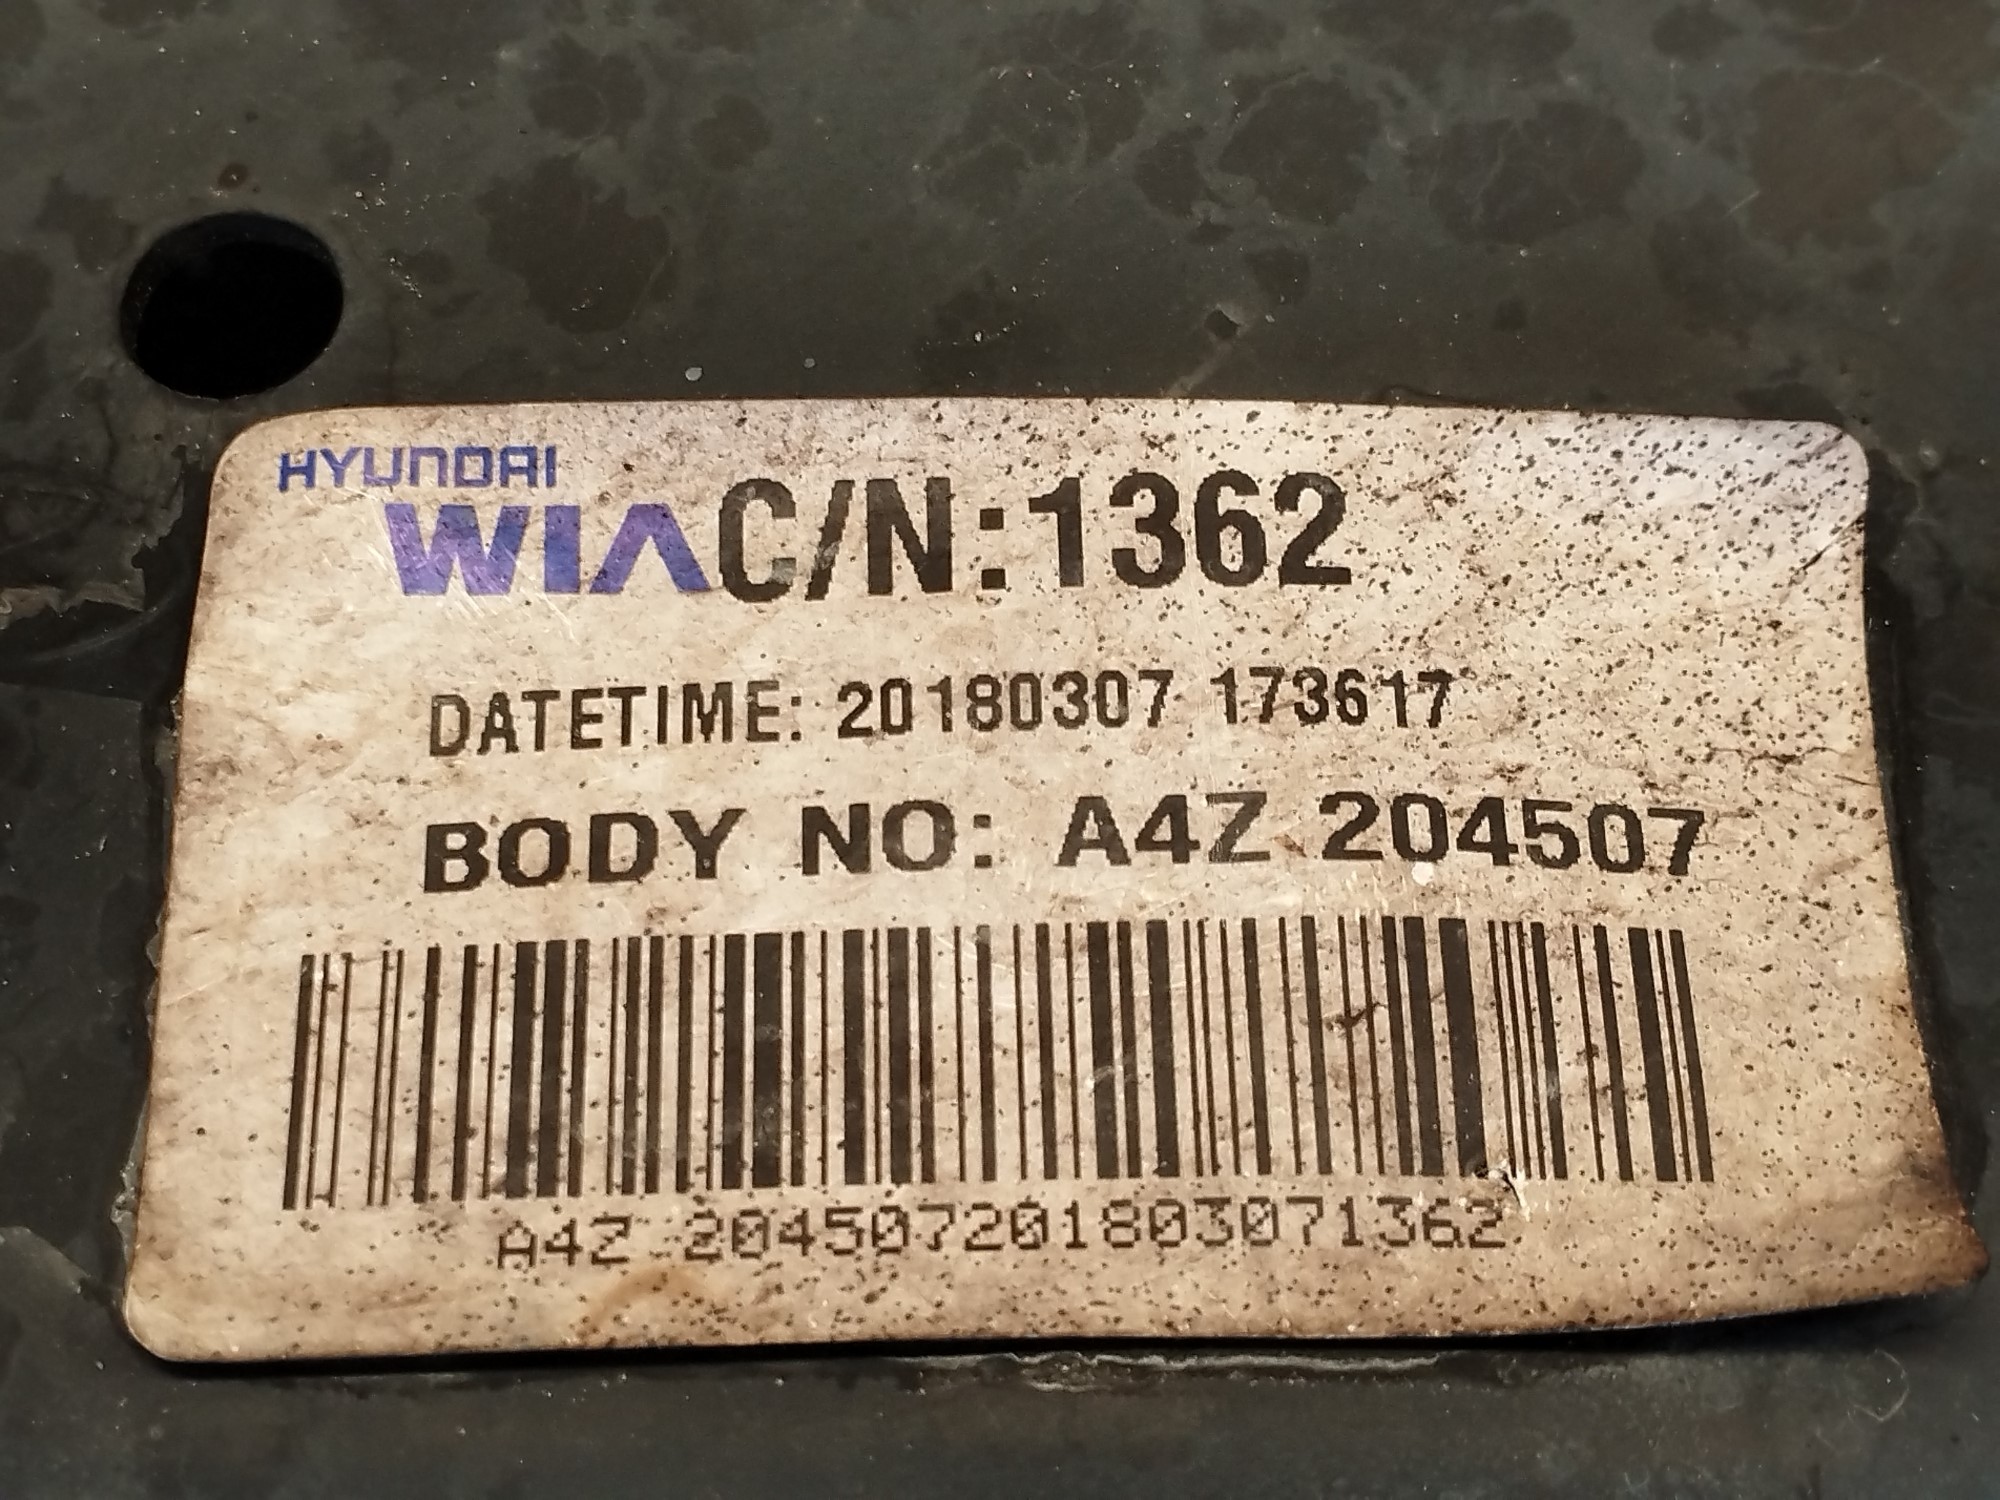 HYUNDAI
WIA C/N:1362
DATETIME: 20180307 173617
BODY NO: A4Z 204507
A4Z 204507201803071362